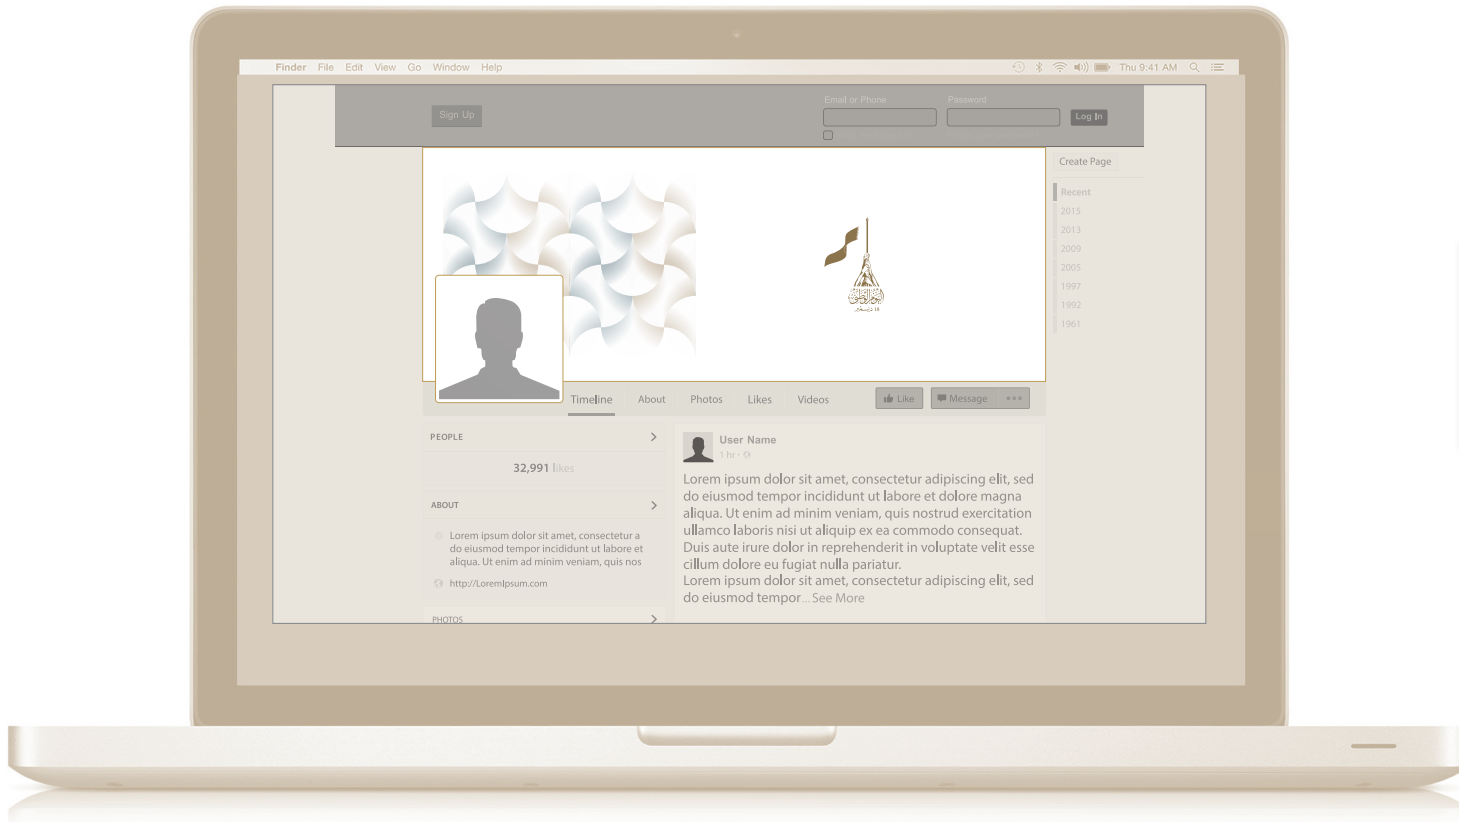 Finder File Edit View Go Window Help
Thu 9:41 AM
Sign Up
Email or Phone
Password
Log In
Create Page
Recent
2015
2013
2009
2005
1997
1992
1961
اليوم الوطني
18 ديسمبر
Timeline About Photos Likes Videos
Like
Message
PEOPLE
32,991 likes
ABOUT
Lorem ipsum dolor sit amet, consectetur a
do eiusmod tempor incididunt ut labore et
aliqua. Ut enim ad minim veniam, quis nos
http://LoremIpsum.com
PHOTOS
User Name
1 hr
Lorem ipsum dolor sit amet, consectetur adipiscing elit, sed
do eiusmod tempor incididunt ut labore et dolore magna
aliqua. Ut enim ad minim veniam, quis nostrud exercitation
ullamco laboris nisi ut aliquip ex ea commodo consequat.
Duis aute irure dolor in reprehenderit in voluptate velit esse
cillum dolore eu fugiat nulla pariatur.
Lorem ipsum dolor sit amet, consectetur adipiscing elit, sed
do eiusmod tempor...See More